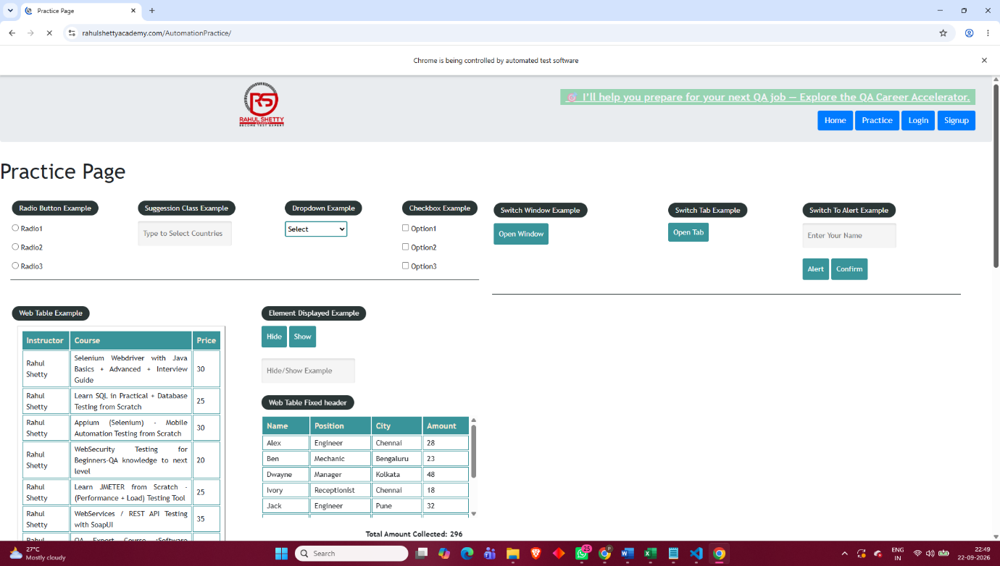 Practice Page
rahulshettyacademy.com/AutomationPractice/
Chrome is being controlled by automated test software
RS
RAHUL SHETTY
ACADEMY
BECOME TEST EXPERT
🎯 I'll help you prepare for your next QA job — Explore the QA Career Accelerator.
Home Practice Login Signup
Practice Page
Radio Button Example
Radio1
Radio2
Radio3
Suggession Class Example
Type to Select Countries
Dropdown Example
Select
Checkbox Example
Option1
Option2
Option3
Switch Window Example
Open Window
Switch Tab Example
Open Tab
Switch To Alert Example
Enter Your Name
Alert Confirm
Web Table Example
Instructor Course Price
Rahul Shetty Selenium Webdriver with Java Basics + Advanced + Interview Guide 30
Rahul Shetty Learn SQL in Practical + Database Testing from Scratch 25
Rahul Shetty Appium (Selenium) - Mobile Automation Testing from Scratch 30
Rahul Shetty WebSecurity Testing for Beginners-QA knowledge to next level 20
Rahul Shetty Learn JMETER from Scratch - (Performance + Load) Testing Tool 25
Rahul Shetty WebServices / REST API Testing with SoapUI 35
Rahul QA Expert Course :Software
Element Displayed Example
Hide Show
Hide/Show Example
Web Table Fixed header
Name Position City Amount
Alex Engineer Chennai 28
Ben Mechanic Bengaluru 23
Dwayne Manager Kolkata 48
Ivory Receptionist Chennai 18
Jack Engineer Pune 32
Total Amount Collected: 296
27°C
Mostly cloudy
Search
25
P
ENG
IN
22:49
22-09-2026